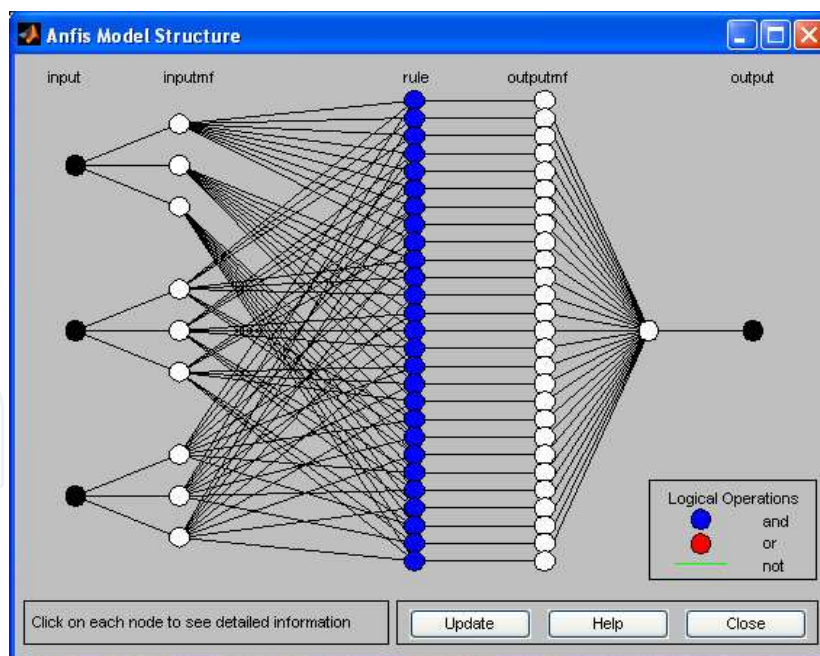 Anfis Model Structure
input inputmf rule outputmf output
Logical Operations
and
or
not
Click on each node to see detailed information
Update Help Close